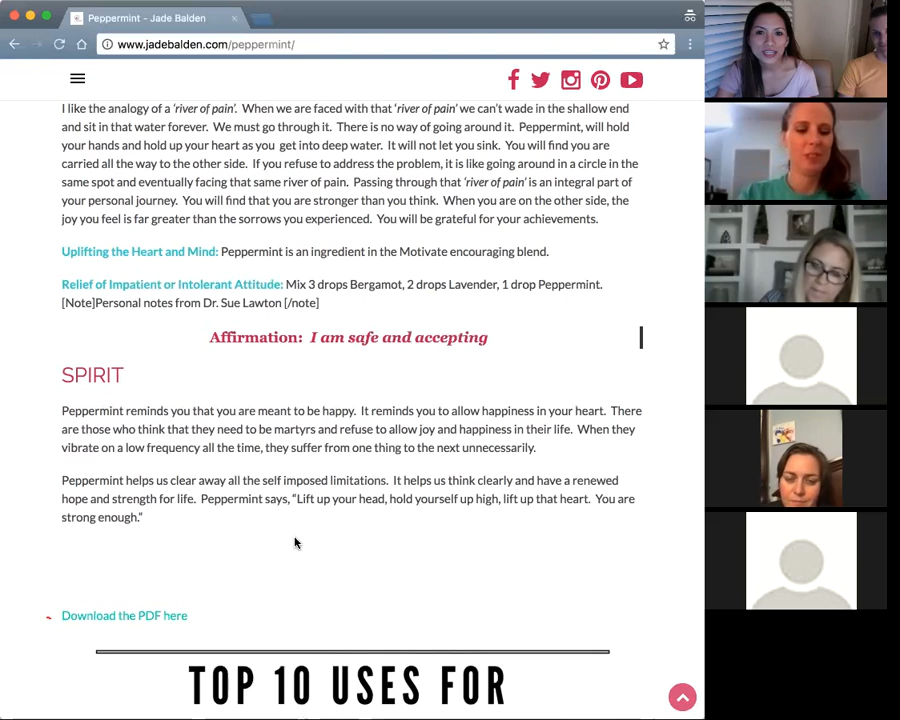 Peppermint - Jade Balden
www.jadebalden.com/peppermint/
I like the analogy of a 'river of pain'. When we are faced with that 'river of pain' we can't wade in the shallow end
and sit in that water forever. We must go through it. There is no way of going around it. Peppermint, will hold
your hands and hold up your heart as you get into deep water. It will not let you sink. You will find you are
carried all the way to the other side. If you refuse to address the problem, it is like going around in a circle in the
same spot and eventually facing that same river of pain. Passing through that 'river of pain' is an integral part of
your personal journey. You will find that you are stronger than you think. When you are on the other side, the
joy you feel is far greater than the sorrows you experienced. You will be grateful for your achievements.
Uplifting the Heart and Mind: Peppermint is an ingredient in the Motivate encouraging blend.
Relief of Impatient or Intolerant Attitude: Mix 3 drops Bergamot, 2 drops Lavender, 1 drop Peppermint.
[Note]Personal notes from Dr. Sue Lawton [/note]
Affirmation: I am safe and accepting
SPIRIT
Peppermint reminds you that you are meant to be happy. It reminds you to allow happiness in your heart. There
are those who think that they need to be martyrs and refuse to allow joy and happiness in their life. When they
vibrate on a low frequency all the time, they suffer from one thing to the next unnecessarily.
Peppermint helps us clear away all the self imposed limitations. It helps us think clearly and have a renewed
hope and strength for life. Peppermint says, “Lift up your head, hold yourself up high, lift up that heart. You are
strong enough.”
Download the PDF here
TOP 10 USES FOR